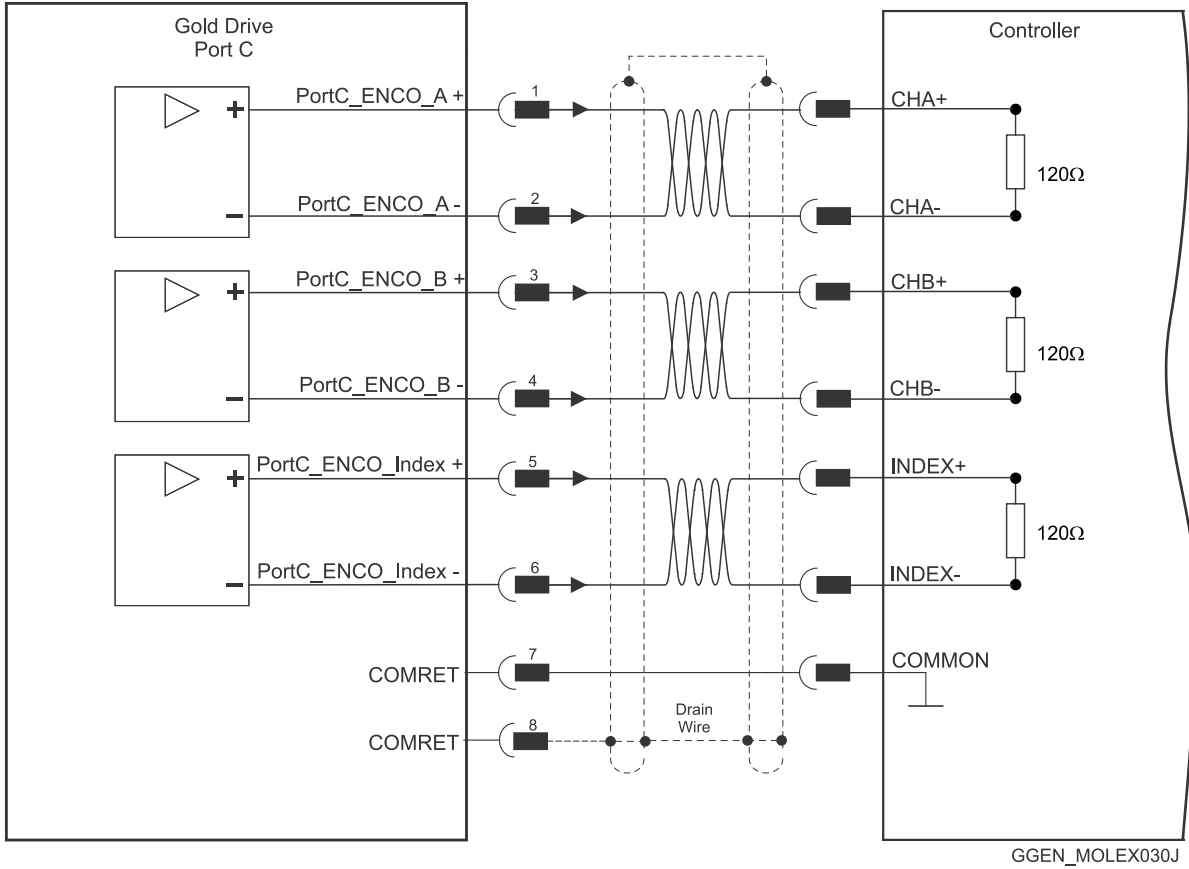 Gold Drive
Port C
Controller
PortC_ENCO_A +
1
CHA+
120Ω
PortC_ENCO_A -
2
CHA-
PortC_ENCO_B +
3
CHB+
120Ω
PortC_ENCO_B -
4
CHB-
PortC_ENCO_Index +
5
INDEX+
120Ω
PortC_ENCO_Index -
6
INDEX-
COMRET
7
COMMON
COMRET
8
Drain
Wire
GGEN_MOLEX030J